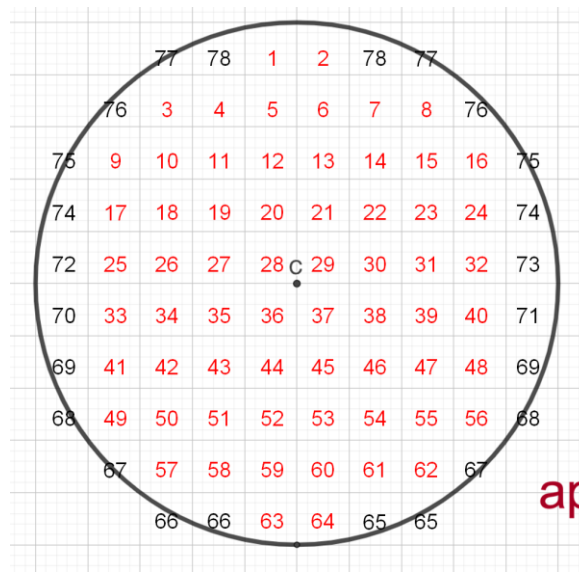 77 78 1 2 78 77
76 3 4 5 6 7 8 76
75 9 10 11 12 13 14 15 16 75
74 17 18 19 20 21 22 23 24 74
72 25 26 27 28 C 29 30 31 32 73
70 33 34 35 36 37 38 39 40 71
69 41 42 43 44 45 46 47 48 69
68 49 50 51 52 53 54 55 56 68
67 57 58 59 60 61 62 67
ap
66 66 63 64 65 65